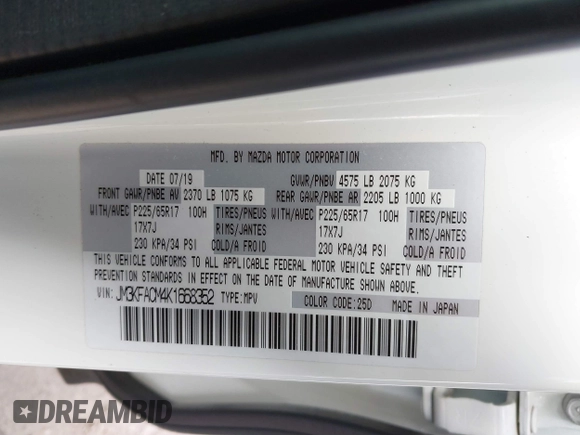 MFD. BY MAZDA MOTOR CORPORATION
DATE 07/19 GVWR/PNBV 4575 LB 2075 KG
FRONT GAWR/PNBE AV 2370 LB 1075 KG REAR GAWR/PNBE AR 2205 LB 1000 KG
WITH/AVEC P225/65R17 100H TIRES/PNEUS WITH/AVEC P225/65R17 100H TIRES/PNEUS
17X7J RIMS/JANTES 17X7J RIMS/JANTES
230 KPA/34 PSI COLD/A FROID 230 KPA/34 PSI COLD/A FROID
THIS VEHICLE CONFORMS TO ALL APPLICABLE FEDERAL MOTOR VEHICLE SAFETY AND THEFT
PREVENTION STANDARDS IN EFFECT ON THE DATE OF MANUFACTURE SHOWN ABOVE.
VIN: JM3KFACM4K1668352 TYPE:MPV COLOR CODE:25D MADE IN JAPAN
DREAMBID